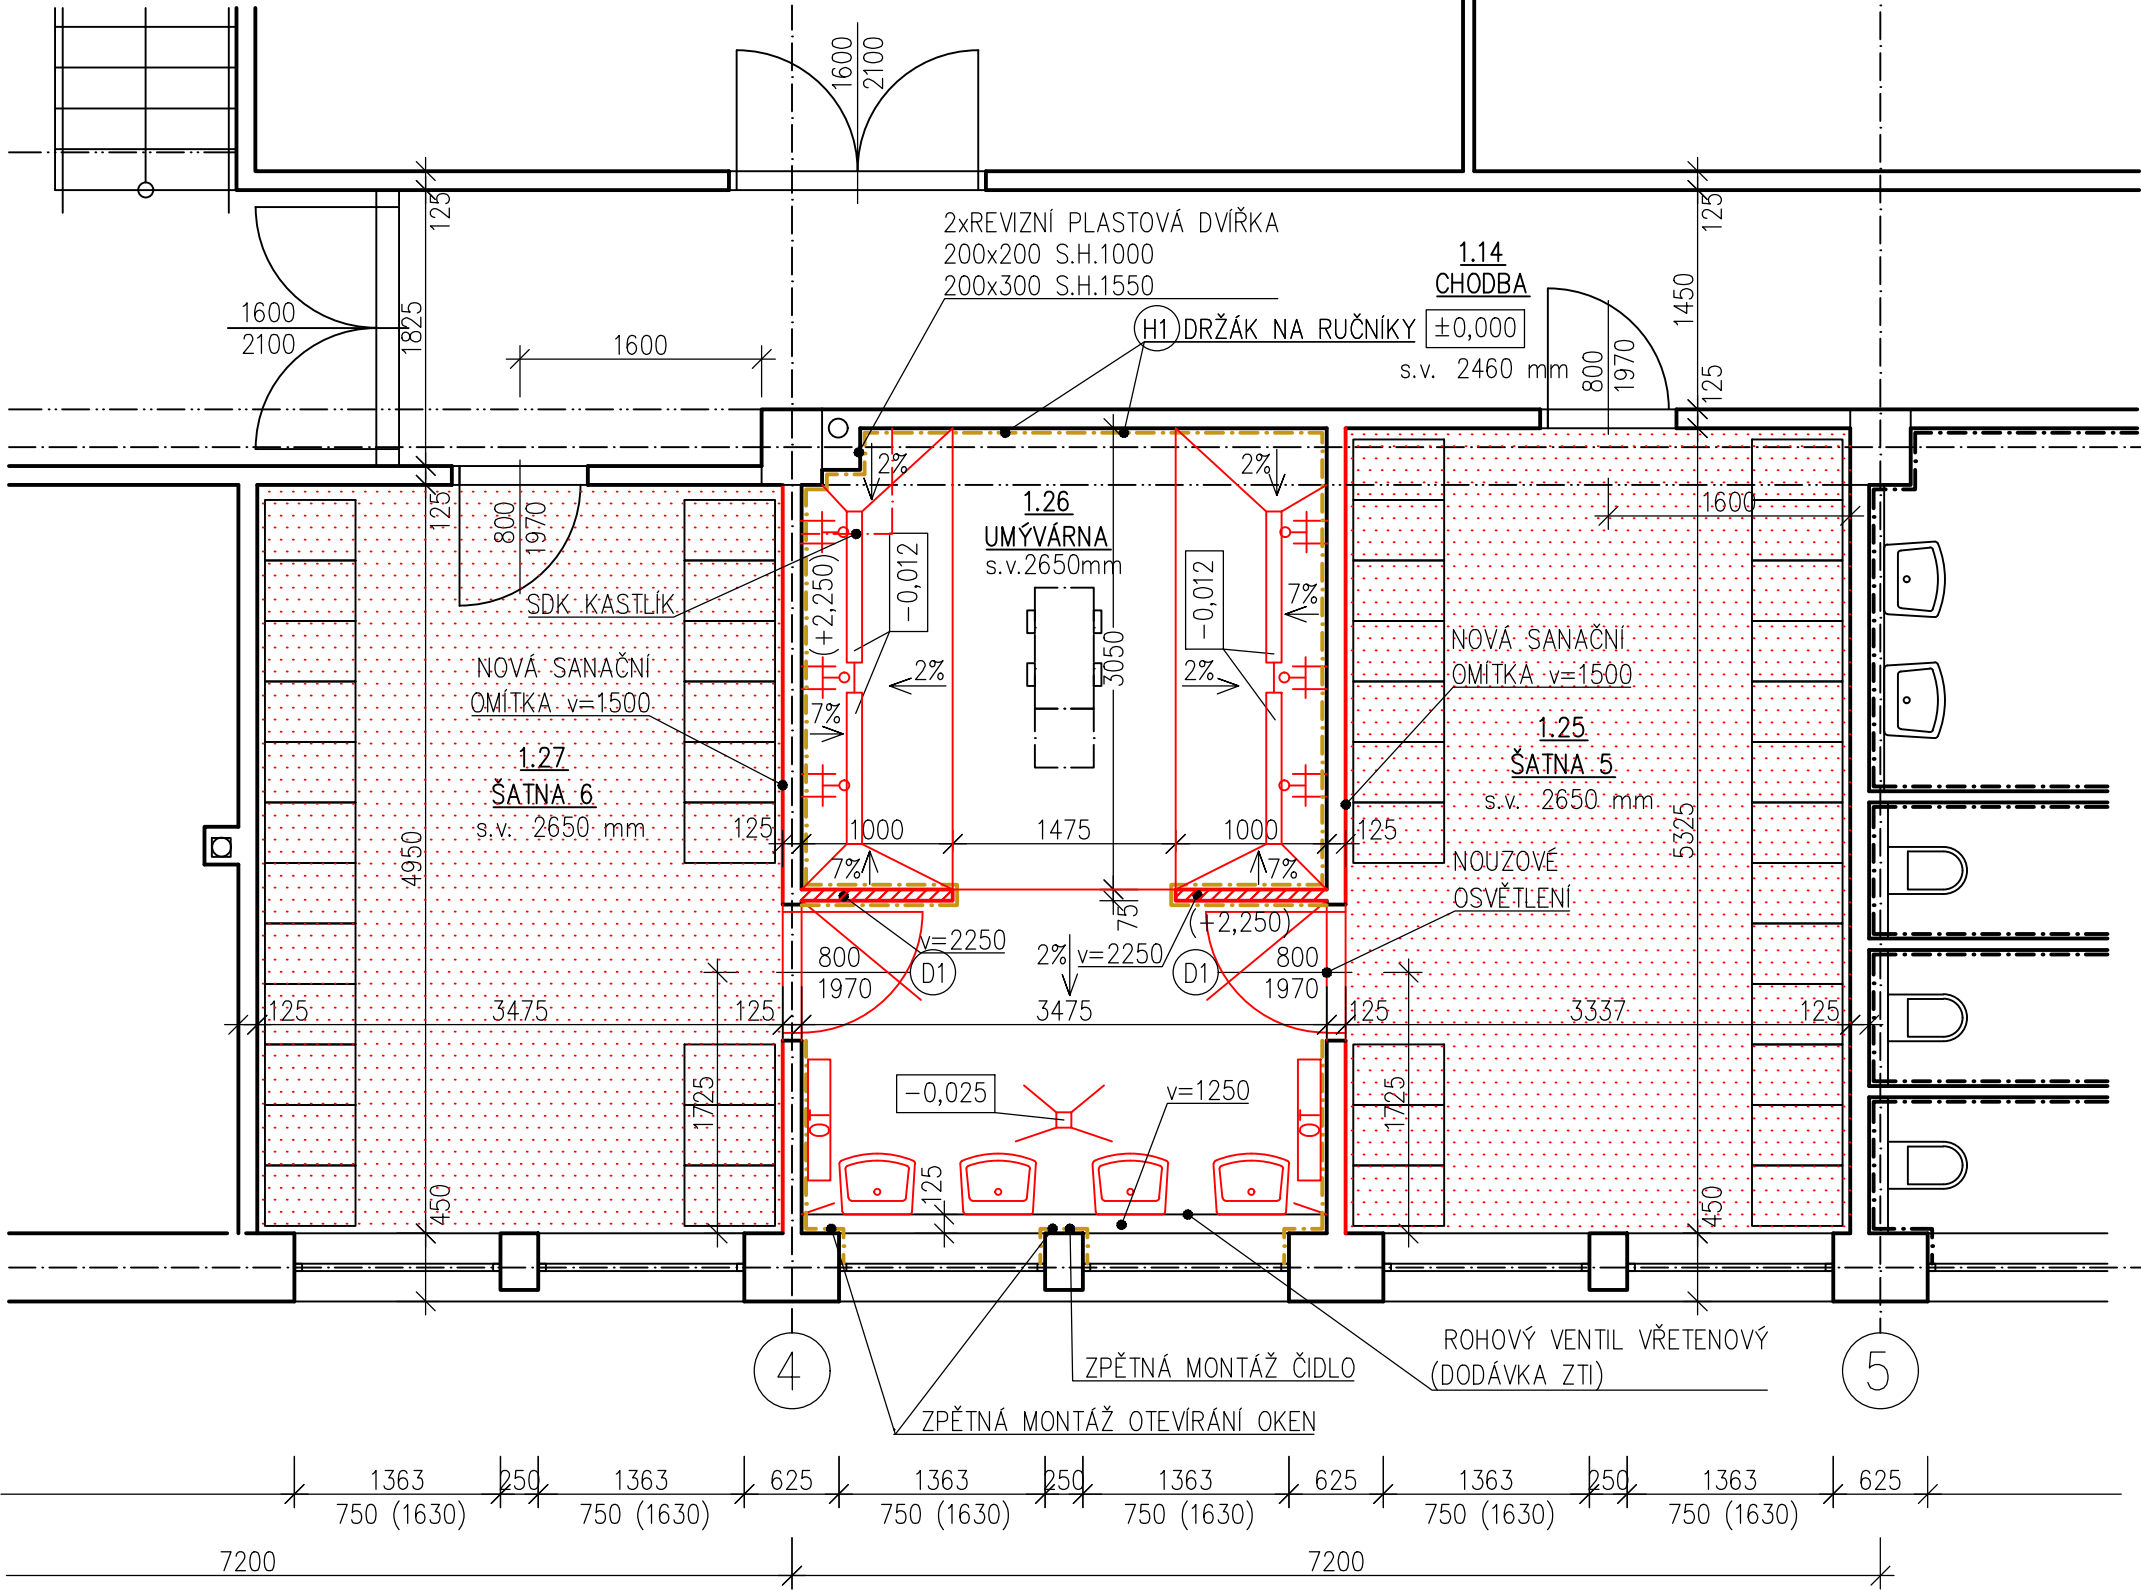 1600
2100
125
125
2xREVIZNÍ PLASTOVÁ DVÍŘKA
200x200 S.H.1000
200x300 S.H.1550
1.14
CHODBA
±0,000
s.v. 2460 mm
H1 DRŽÁK NA RUČNÍKY
1600
2100
1825
1600
1450
800
1970
125
125
800
1970
2%
2%
1.26
UMÝVÁRNA
s.v.2650mm
1600
SDK KASTLÍK
(+2,250)
-0,012
-0,012
7%
NOVÁ SANAČNÍ
OMÍTKA v=1500
2%
3050
2%
NOVÁ SANAČNÍ
OMÍTKA v=1500
7%
1.27
ŠATNA 6
s.v. 2650 mm
1.25
ŠATNA 5
s.v. 2650 mm
125
1000
1475
1000
125
4950
5325
7%
7%
NOUZOVÉ
OSVĚTLENÍ
75
(+2,250)
v=2250
2%
v=2250
800
1970
D1
D1
800
1970
125
3475
125
3475
125
3337
125
1725
-0,025
v=1250
1725
OT
OT
125
450
450
ROHOVÝ VENTIL VŘETENOVÝ
(DODÁVKA ZTI)
4
ZPĚTNÁ MONTÁŽ ČIDLO
5
ZPĚTNÁ MONTÁŽ OTEVÍRÁNÍ OKEN
1363 250 1363 625 1363 250 1363 625 1363 250 1363 625
750 (1630) 750 (1630) 750 (1630) 750 (1630) 750 (1630) 750 (1630)
7200 7200